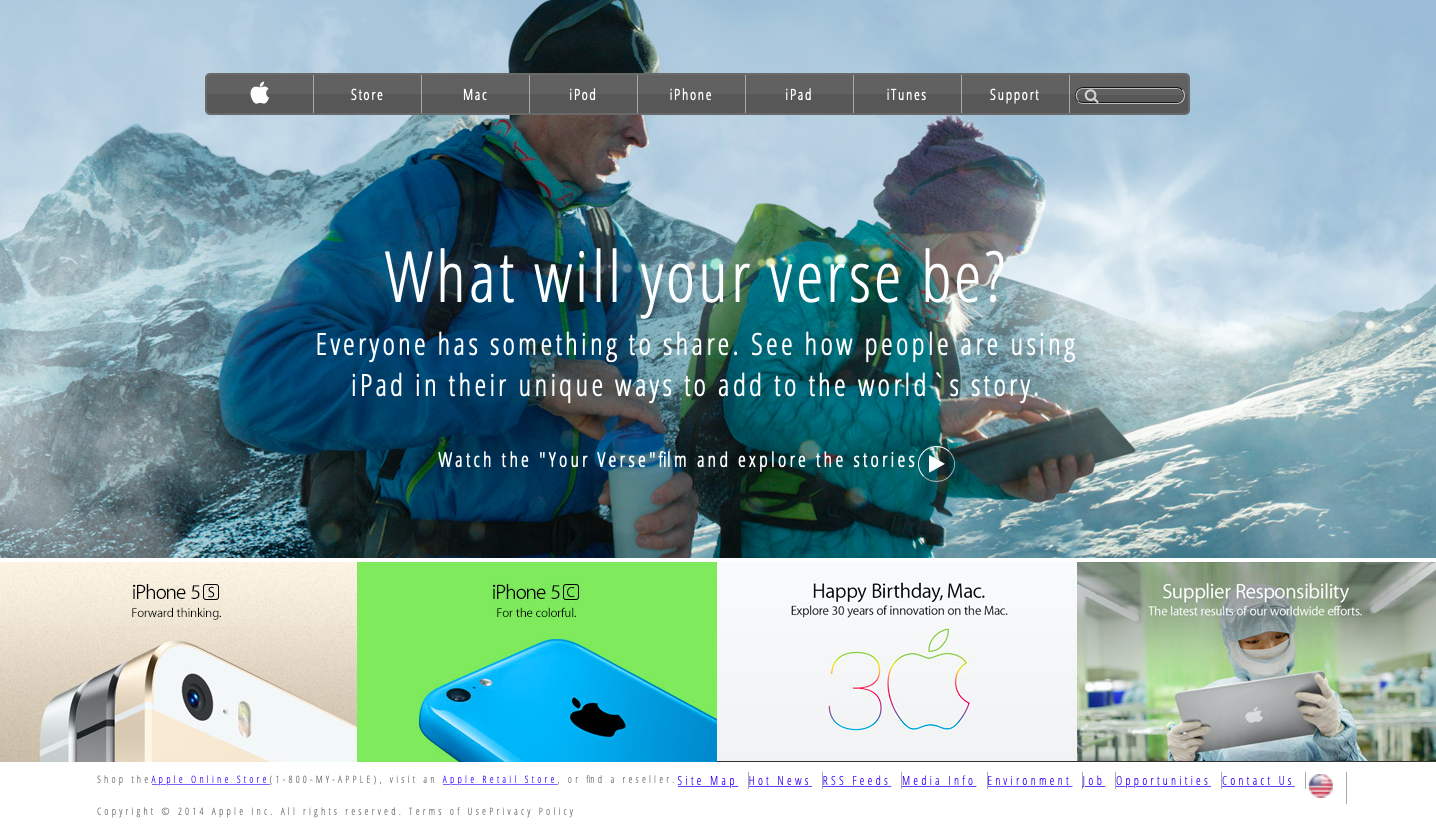 Store Mac iPod iPhone iPad iTunes Support
What will your verse be?
Everyone has something to share. See how people are using
iPad in their unique ways to add to the world`s story.
Watch the "Your Verse"film and explore the stories
iPhone 5S
Forward thinking.
iPhone 5C
For the colorful.
Happy Birthday, Mac.
Explore 30 years of innovation on the Mac.
30
Supplier Responsibility
The latest results of our worldwide efforts.
Shop theApple Online Store(1-800-MY-APPLE), visit an Apple Retail Store, or find a reseller.
Site Map Hot News RSS Feeds Media Info Environment Job Opportunities Contact Us
Copyright © 2014 Apple Inc. All rights reserved. Terms of UsePrivacy Policy